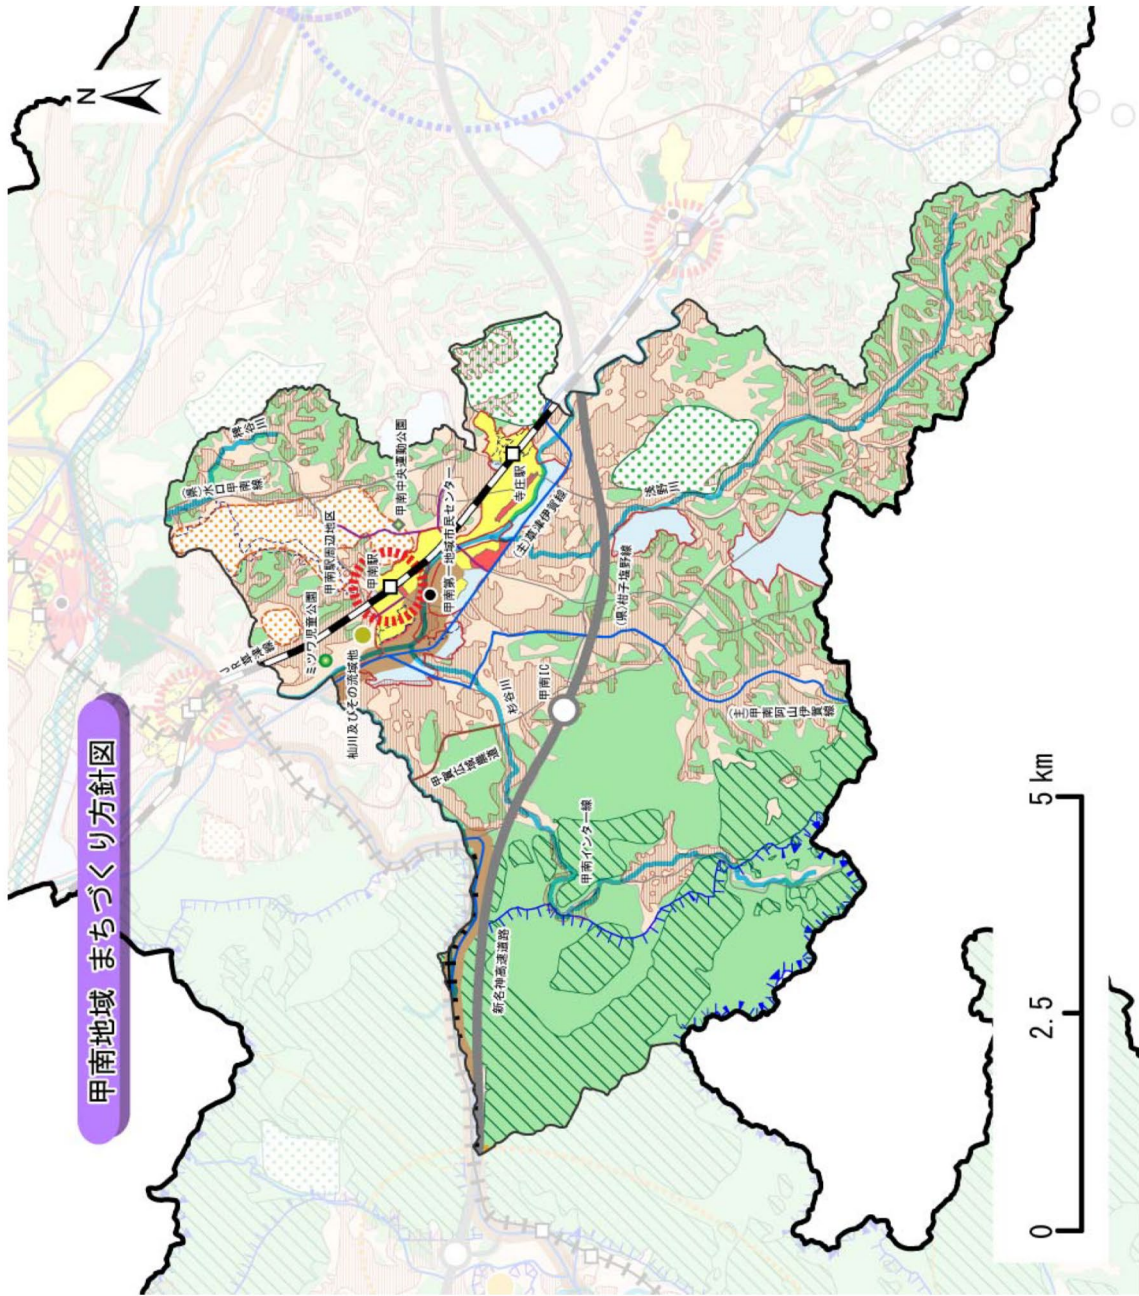 甲南地域 まちづくり方針図
N
(県)水口甲南線
稗谷川
甲南中央運動公園
甲南駅周辺地区
甲南駅
ミツワ児童公園
JR草津線
甲南第一地域市民センター
寺庄駅
(主)草津伊賀線
浅野川
杣川及びその流域他
(県)柑子塩野線
杉谷川
甲南IC
甲賀広域農道
(主)甲南阿山伊賀線
甲南インター線
新名神高速道路
0
2.5
5 km